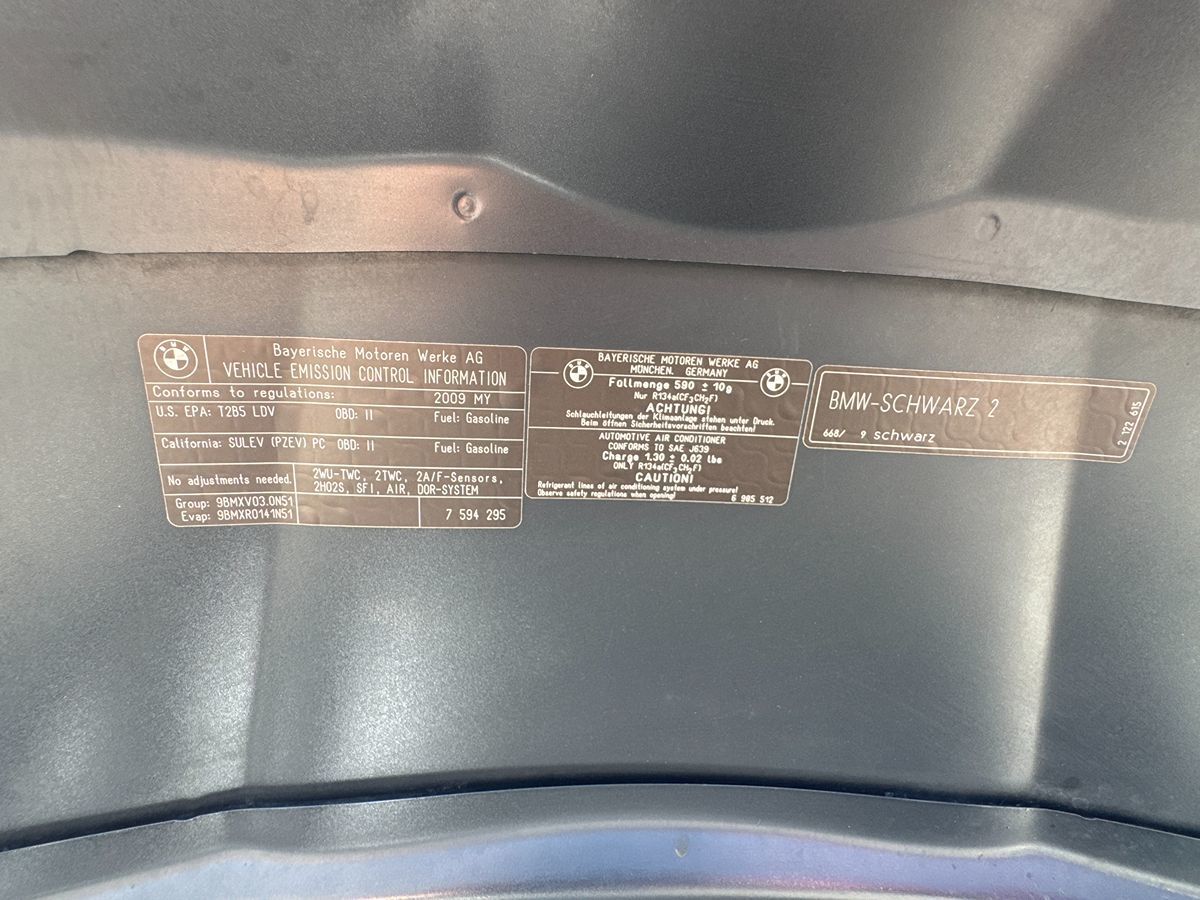 BMW
Bayerische Motoren Werke AG
VEHICLE EMISSION CONTROL INFORMATION
Conforms to regulations: 2009 MY
U.S. EPA: T2B5 LDV OBD: II Fuel: Gasoline
California: SULEV (PZEV) PC OBD: II Fuel: Gasoline
No adjustments needed.
2WU-TWC, 2TWC, 2A/F-Sensors,
2HO2S, SFI, AIR, DOR-SYSTEM
Group: 9BMXV03.0N51
Evap: 9BMXR0141N51
7 594 295
BMW
BAYERISCHE MOTOREN WERKE AG
MÜNCHEN, GERMANY
BMW
Füllmenge 590 ± 10g
Nur R134a(CF₃CH₂F)
ACHTUNG!
Schlauchleitungen der Klimaanlage stehen unter Druck.
Beim öffnen Sicherheitsvorschriften beachten!
AUTOMOTIVE AIR CONDITIONER
CONFORMS TO SAE J639
Charge 1.30 ± 0.02 lbs
ONLY R134a(CF₃CH₂F)
CAUTION!
Refrigerant lines of air conditioning system under pressure!
Observe safety regulations when opening!
6 985 512
BMW-SCHWARZ 2
668/ 9 schwarz
2 122 615